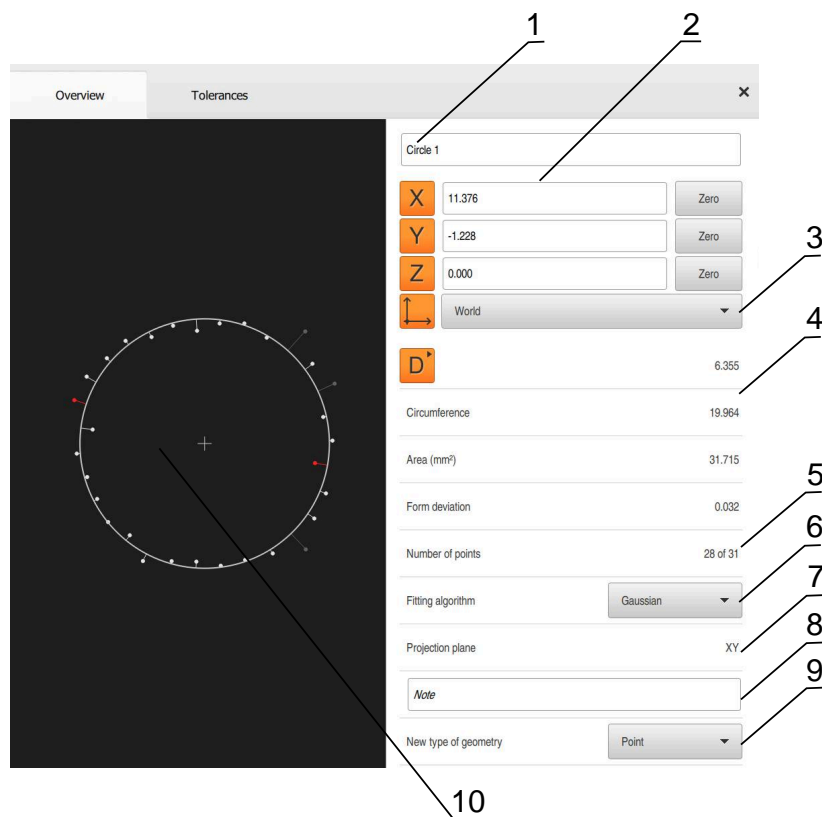 1
2
Overview Tolerances ×
Circle 1
X 11.376 Zero
Y -1.228 Zero
3
Z 0.000 Zero
World
4
D 6.355
Circumference 19.964
Area (mm²) 31.715
5
Form deviation 0.032
6
Number of points 28 of 31
7
Fitting algorithm Gaussian
8
Projection plane XY
9
Note
New type of geometry Point
10